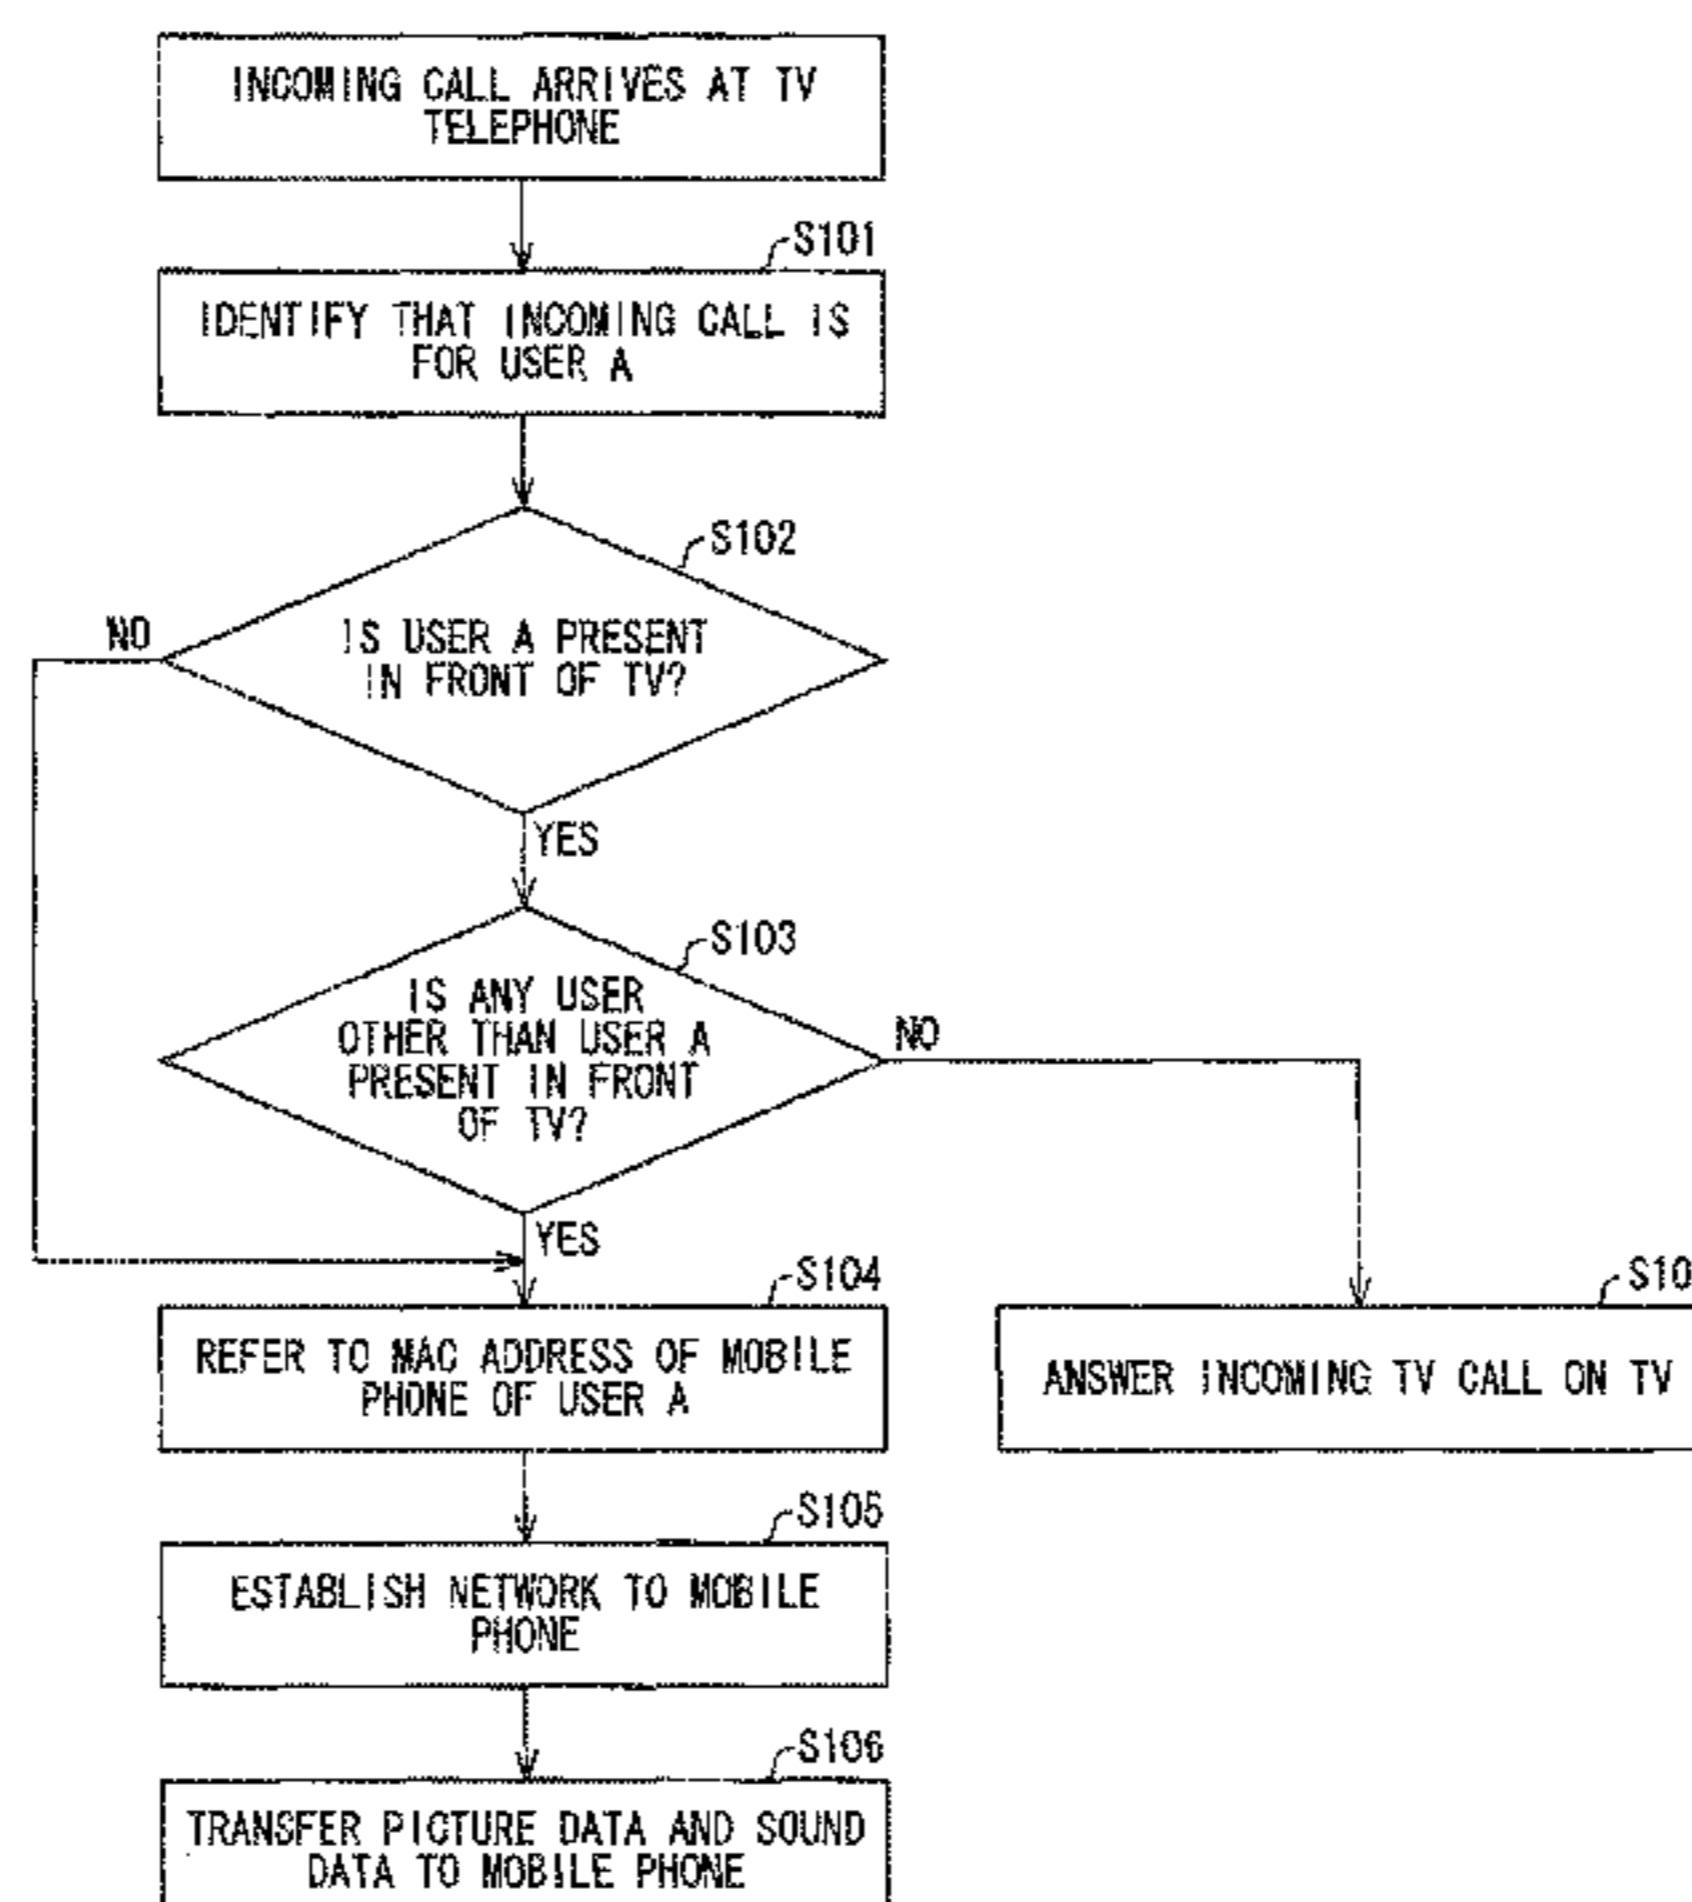 INCOMING CALL ARRIVES AT TV
TELEPHONE
S101
IDENTIFY THAT INCOMING CALL IS
FOR USER A
S102
NO
IS USER A PRESENT
IN FRONT OF TV?
YES
S103
IS ANY USER
OTHER THAN USER A
PRESENT IN FRONT
OF TV?
NO
YES
S104
REFER TO MAC ADDRESS OF MOBILE
PHONE OF USER A
S10
ANSWER INCOMING TV CALL ON TV
S105
ESTABLISH NETWORK TO MOBILE
PHONE
S106
TRANSFER PICTURE DATA AND SOUND
DATA TO MOBILE PHONE